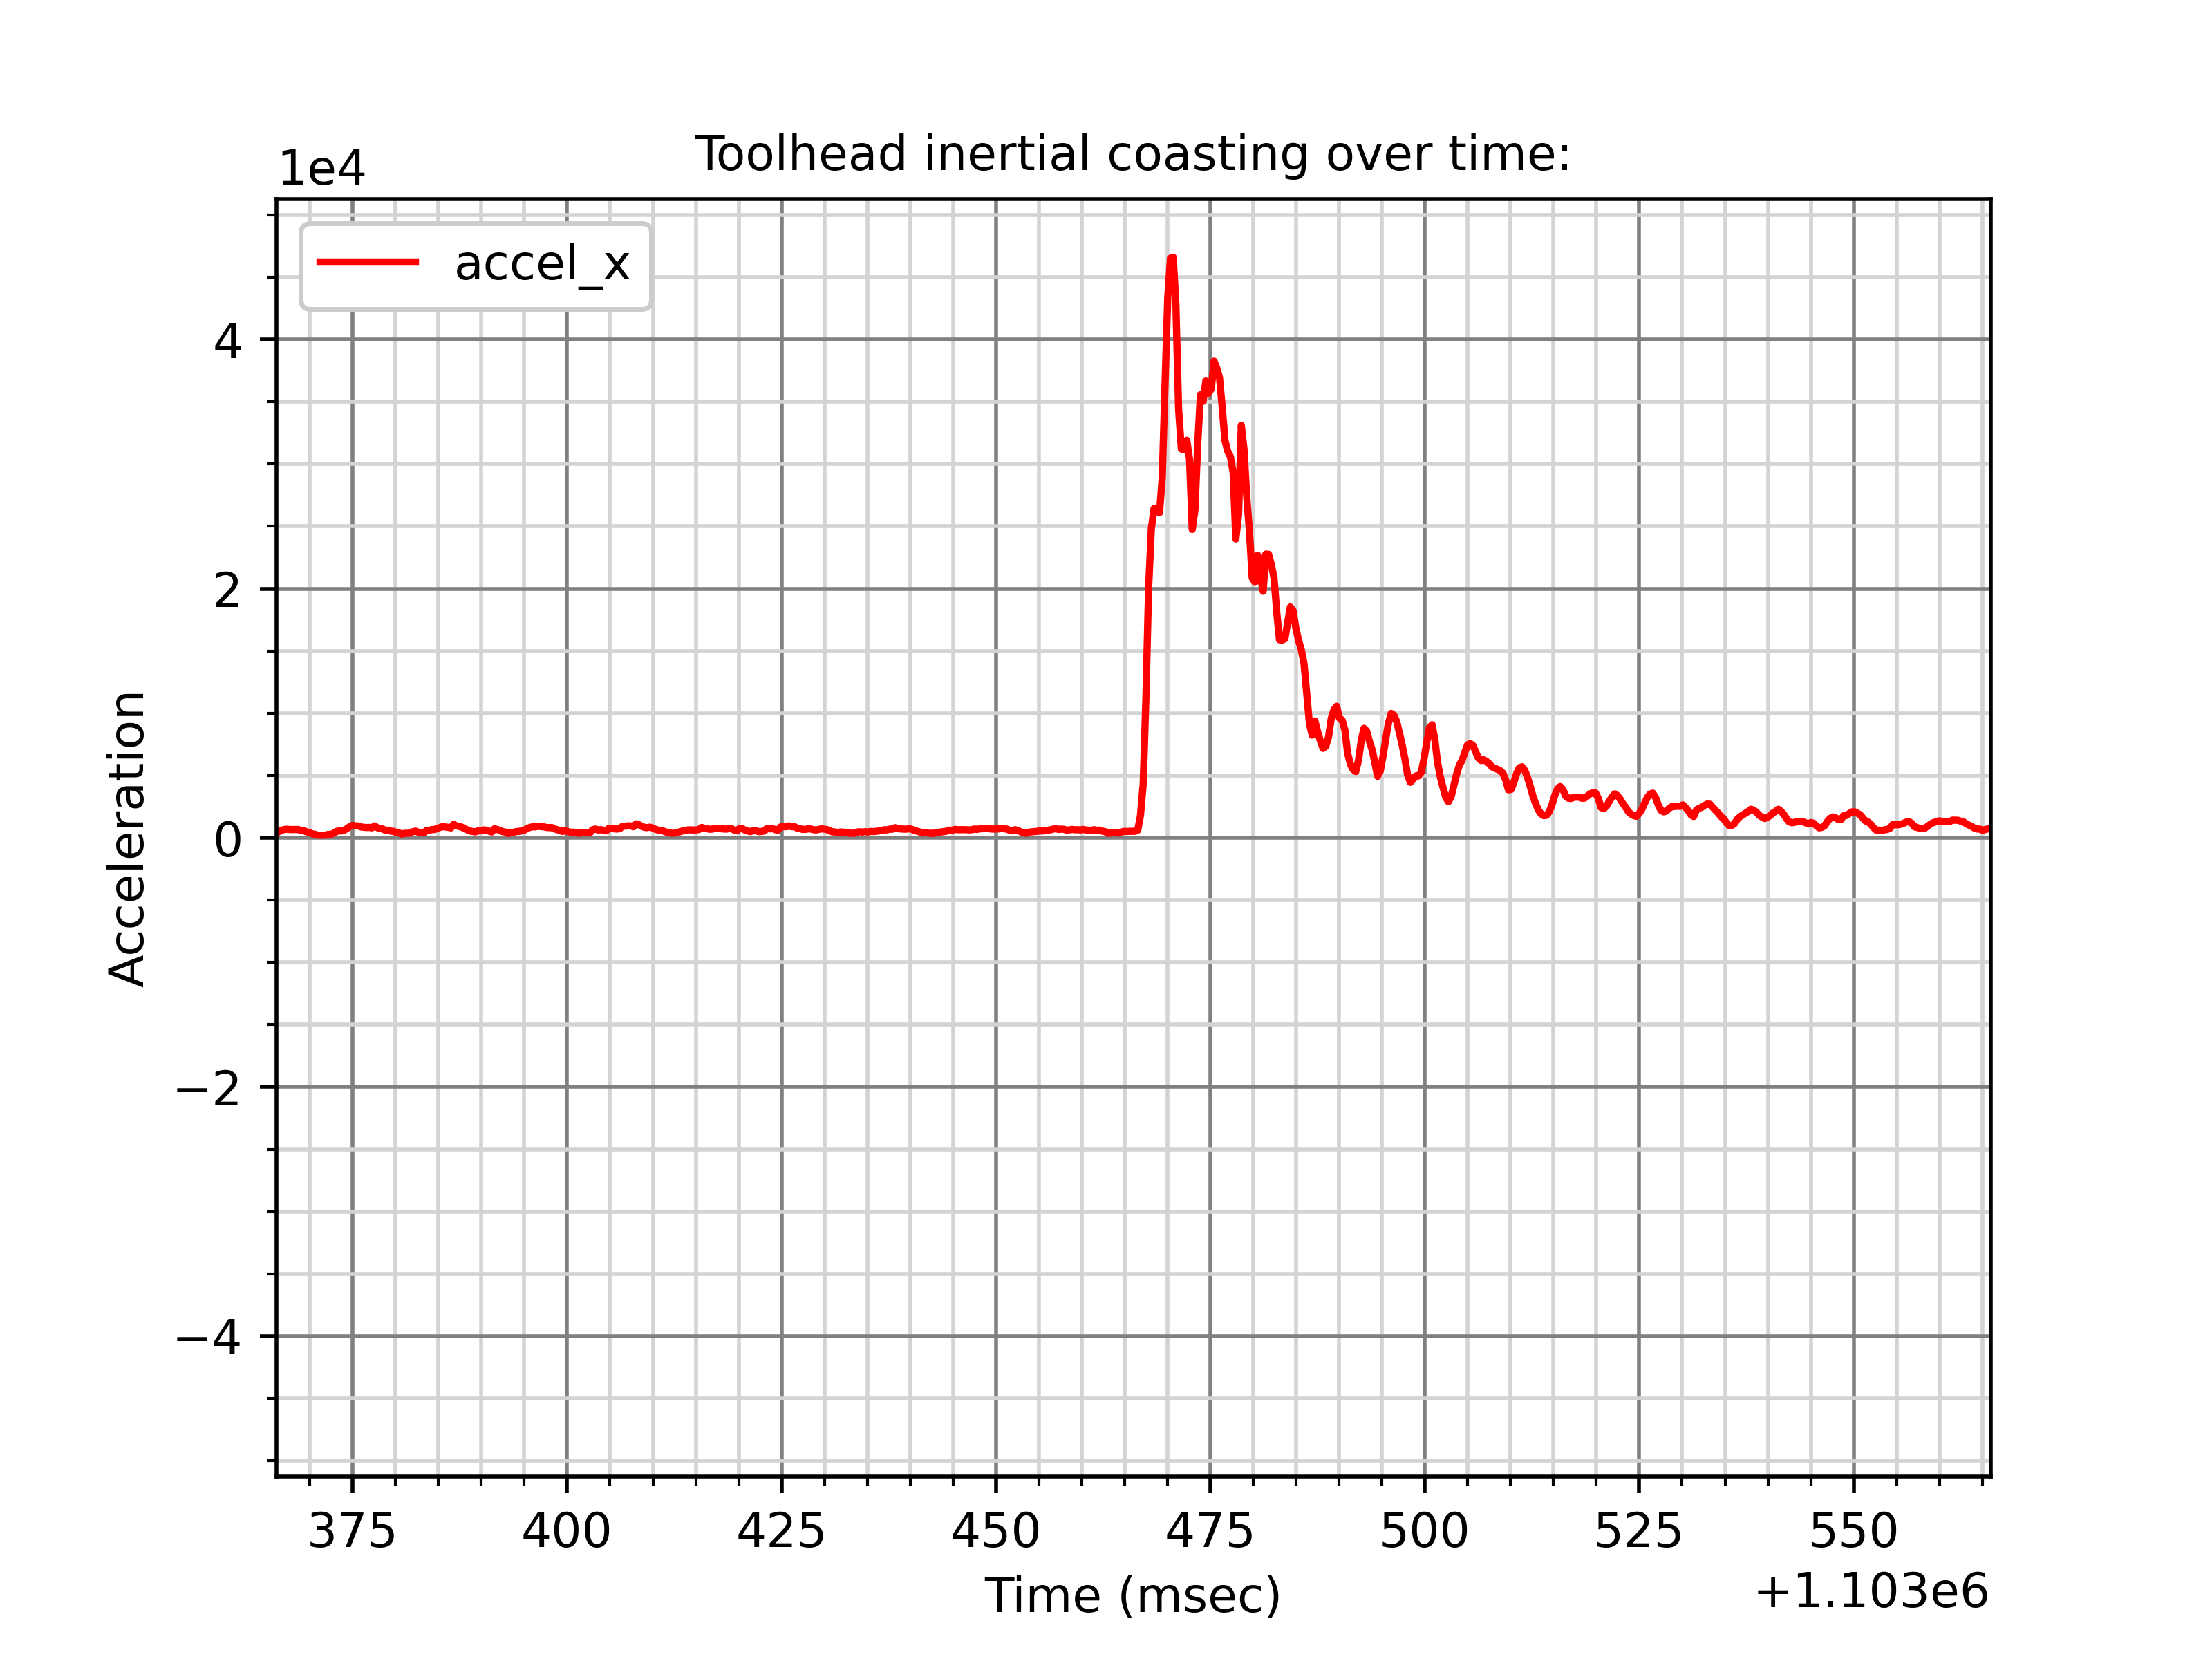 Toolhead inertial coasting over time:
1e4
accel_x
4
2
0
−2
−4
Acceleration
375 400 425 450 475 500 525 550
Time (msec)
+1.103e6